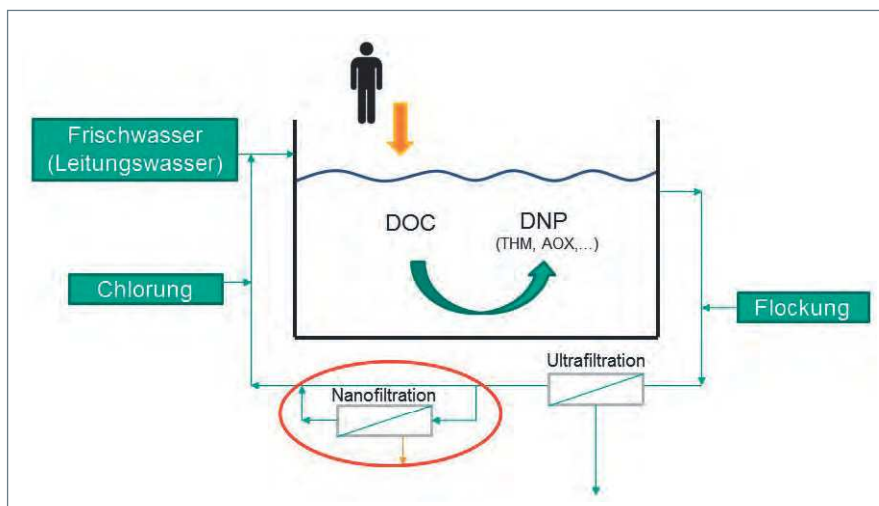 Frischwasser
(Leitungswasser)
DOC
DNP
(THM, AOX,...)
Chlorung
Flockung
Ultrafiltration
Nanofiltration